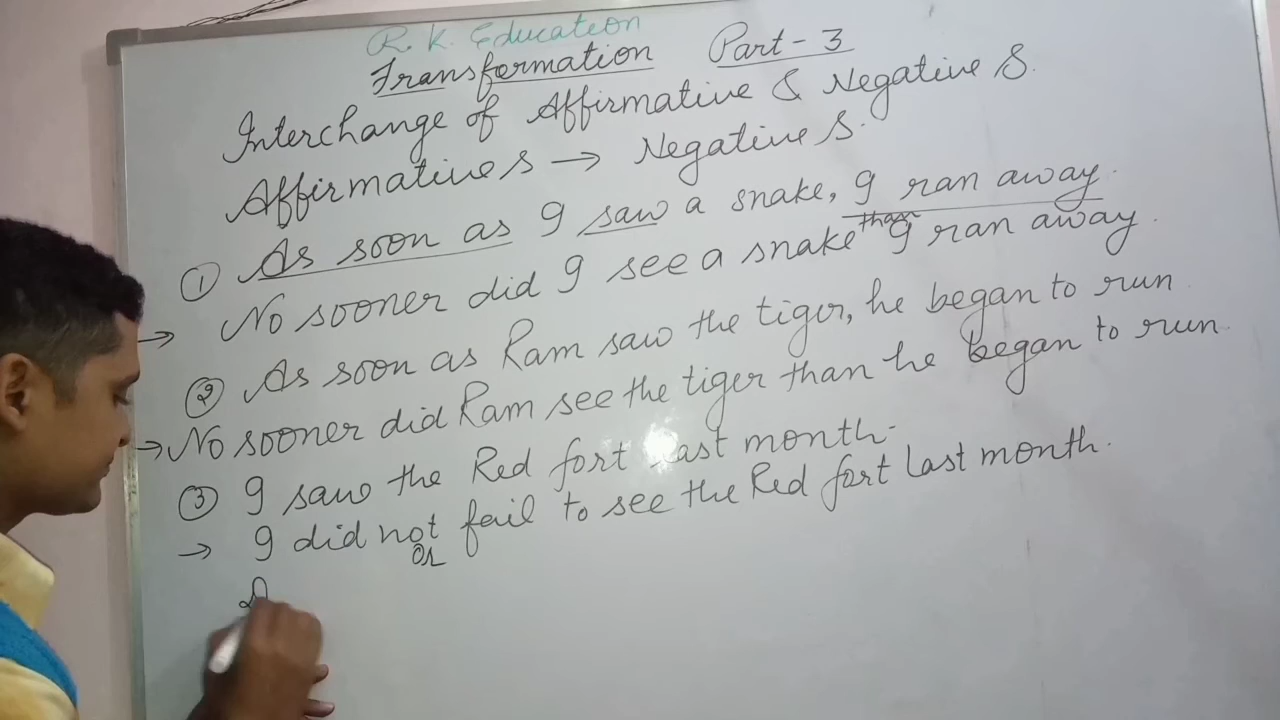 R. K. Education
Transformation Part - 3
Interchange of Affirmative & Negative S.
Affirmative S → Negative S.
① As soon as I saw a snake, I ran away.
→ No sooner did I see a snake than I ran away.
② As soon as Ram saw the tiger, he began to run
→ No sooner did Ram see the tiger than he began to run.
③ I saw the Red fort last month.
→ I did not fail to see the Red fort last month.
or